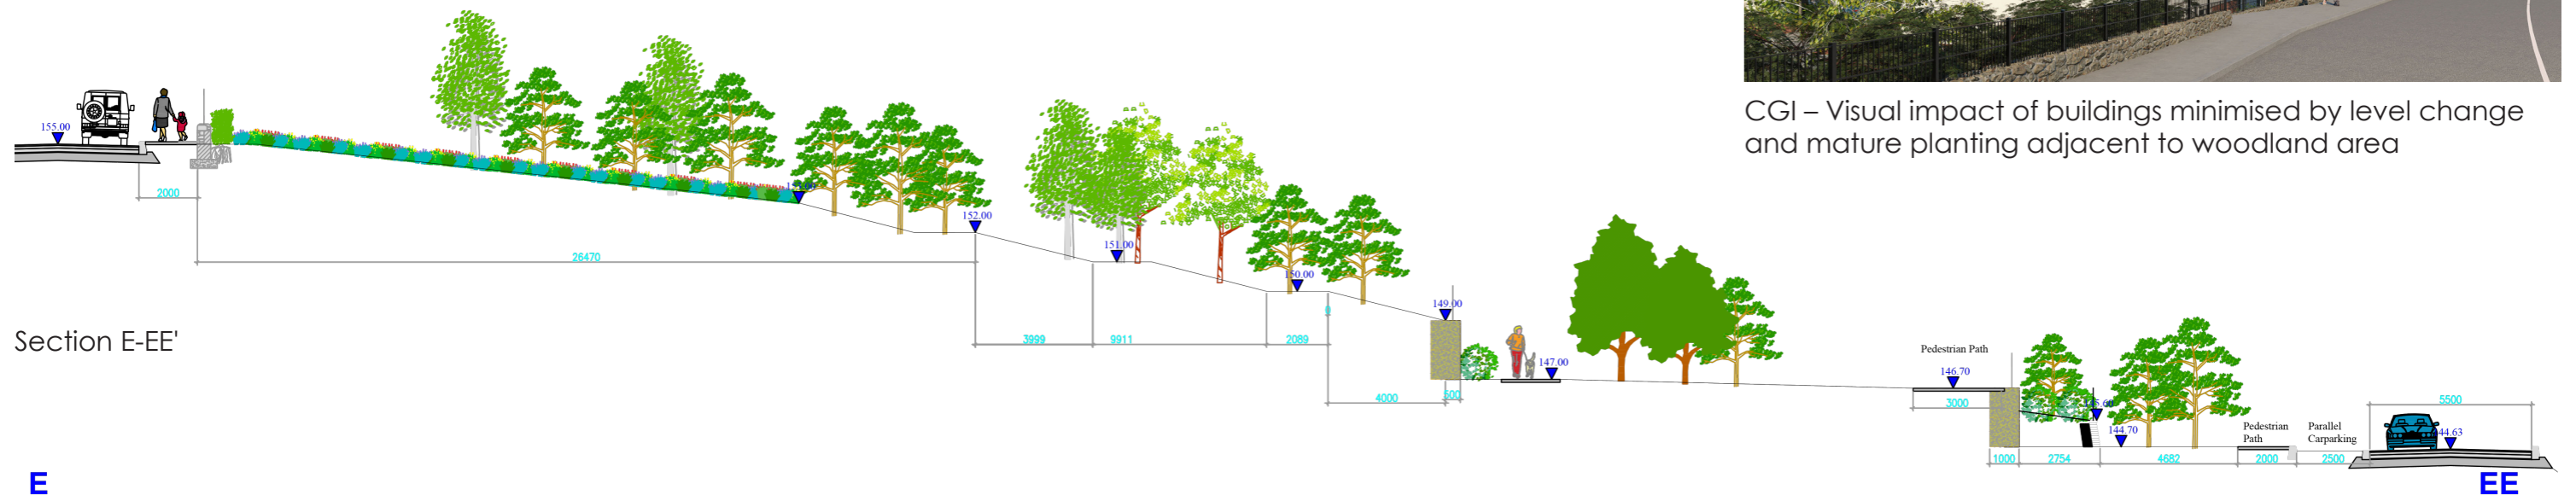 CGI – Visual impact of buildings minimised by level change
and mature planting adjacent to woodland area
155.00
2000
152.00
26470
151.00
150.00
3999
9911
2089
149.00
4000
147.00
Section E-EE'
Pedestrian Path
146.70
3000
144.70
1000
2754
4682
Pedestrian
Path
2000
Parallel
Carparking
2500
5500
44.63
E
EE